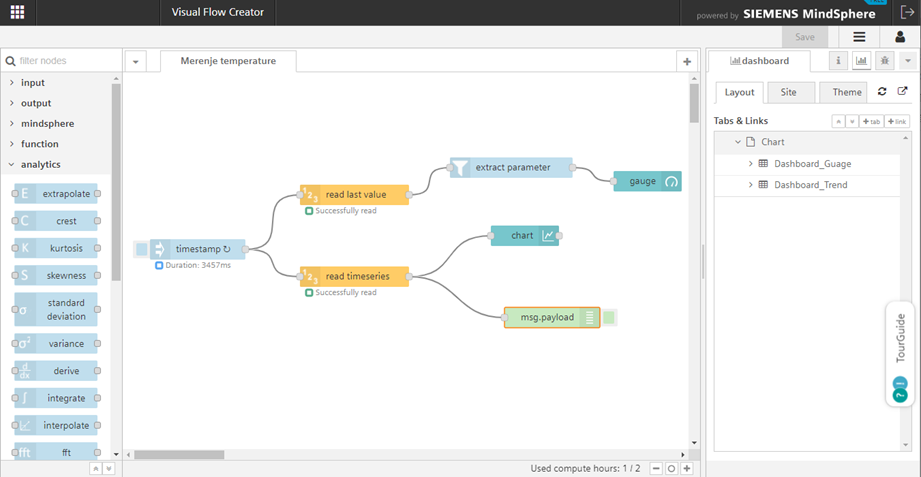 Visual Flow Creator
powered by SIEMENS MindSphere
Save
filter nodes
Merenje temperature
dashboard
input
output
mindsphere
function
analytics
extrapolate
crest
kurtosis
skewness
standard
deviation
variance
derive
integrate
interpolate
fft
timestamp ↻
Duration: 3457ms
read last value
Successfully read
read timeseries
Successfully read
extract parameter
gauge
chart
msg.payload
Layout
Site
Theme
Tabs & Links
+ tab
+ link
Chart
Dashboard_Guage
Dashboard_Trend
TourGuide
Used compute hours: 1 / 2